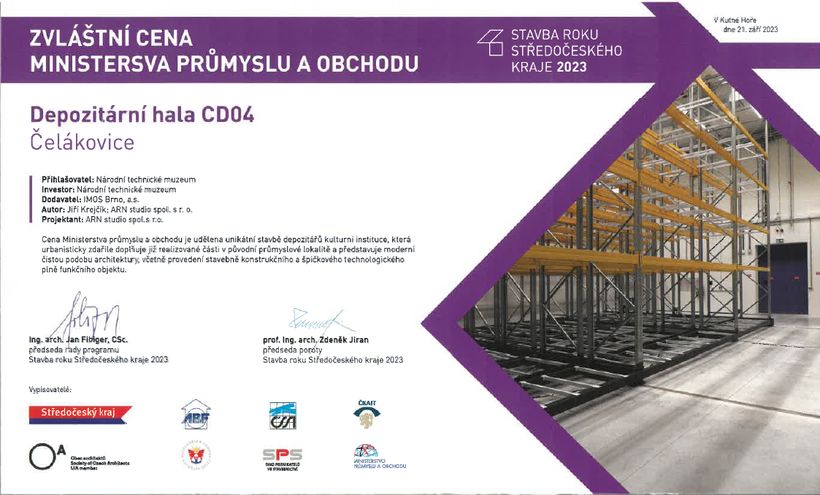 ZVLÁŠTNÍ CENA
MINISTERSVA PRŮMYSLU A OBCHODU
STAVBA ROKU
STŘEDOČESKÉHO
KRAJE 2023
V Kutné Hoře
dne 21. září 2023
Depozitární hala CD04
Čelákovice
Přihlašovatel: Národní technické muzeum
Investor: Národní technické muzeum
Dodavatel: IMOS Brno, a.s.
Autor: Jiří Krejčík; ARN studio spol. s r. o.
Projektant: ARN studio spol.s r.o.
Cena Ministerstva průmyslu a obchodu je udělena unikátní stavbě depozitářů kulturní instituce, která
urbanisticky zdařile doplňuje již realizované části v původní průmyslové lokalitě a představuje moderní
čistou podobu architektury, včetně provedení stavebně konstrukčního a špičkového technologického
plně funkčního objektu.
Ing. arch. Jan Fibiger, CSc.
předseda rady programu
Stavba roku Středočeského kraje 2023
prof. Ing. arch. Zdeněk Jiran
předseda poroty
Stavba roku Středočeského kraje 2023
Vypisovatelé:
Středočeský kraj
ABF
ČSSI
ČKAIT
OA
Obec architektů
Society of Czech Architects
UIA member
SPS
SVAZ PODNIKATELŮ
VE STAVEBNICTVÍ
MINISTERSTVO
PRŮMYSLU A OBCHODU